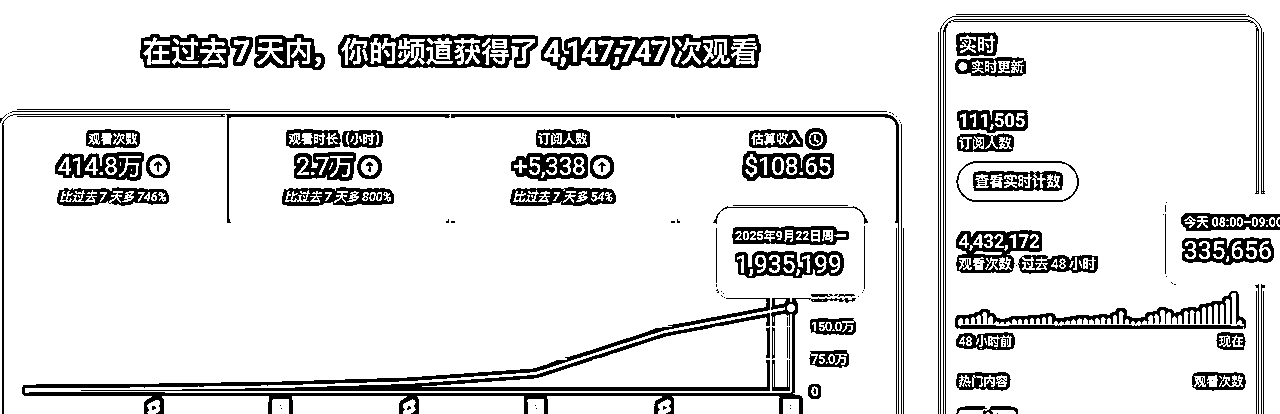 在过去 7 天内，你的频道获得了 4,147,747 次观看
观看次数
414.8万
比过去 7 天多 746%
观看时长（小时）
2.7万
比过去 7 天多 800%
订阅人数
+5,338
比过去 7 天多 54%
估算收入
$108.65
2025年9月22日周一
1,935,199
150.0万
75.0万
0
实时
实时更新
111,505
订阅人数
查看实时计数
4,432,172
观看次数 · 过去 48 小时
今天 08:00–09:00
335,656
48 小时前
现在
热门内容
观看次数